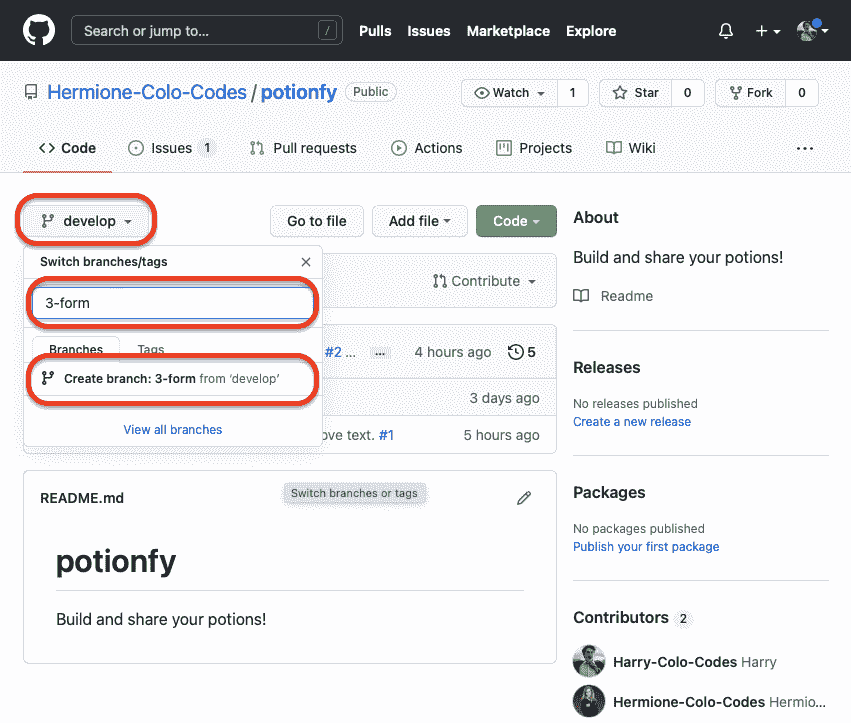 Search or jump to... / Pulls Issues Marketplace Explore
Hermione-Colo-Codes / potionfy Public Watch 1 Star 0 Fork 0
Code Issues 1 Pull requests Actions Projects Wiki ...
develop Go to file Add file Code
Switch branches/tags
3-form
Contribute
Branches Tags
#2 ... ... 4 hours ago 5
Create branch: 3-form from ‘develop’
3 days ago
View all branches
ove text. #1 5 hours ago
README.md
Switch branches or tags
potionfy
Build and share your potions!
About
Build and share your potions!
Readme
Releases
No releases published
Create a new release
Packages
No packages published
Publish your first package
Contributors 2
Harry-Colo-Codes Harry
Hermione-Colo-Codes Hermio...